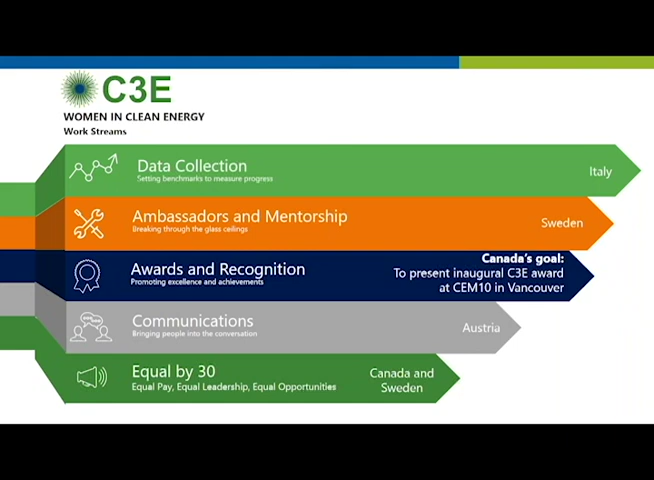 C3E
WOMEN IN CLEAN ENERGY
Work Streams
Data Collection
Setting benchmarks to measure progress
Italy
Ambassadors and Mentorship
Breaking through the glass ceilings
Sweden
Awards and Recognition
Promoting excellence and achievements
Canada's goal:
To present inaugural C3E award
at CEM10 in Vancouver
Communications
Bringing people into the conversation
Austria
Equal by 30
Equal Pay, Equal Leadership, Equal Opportunities
Canada and
Sweden